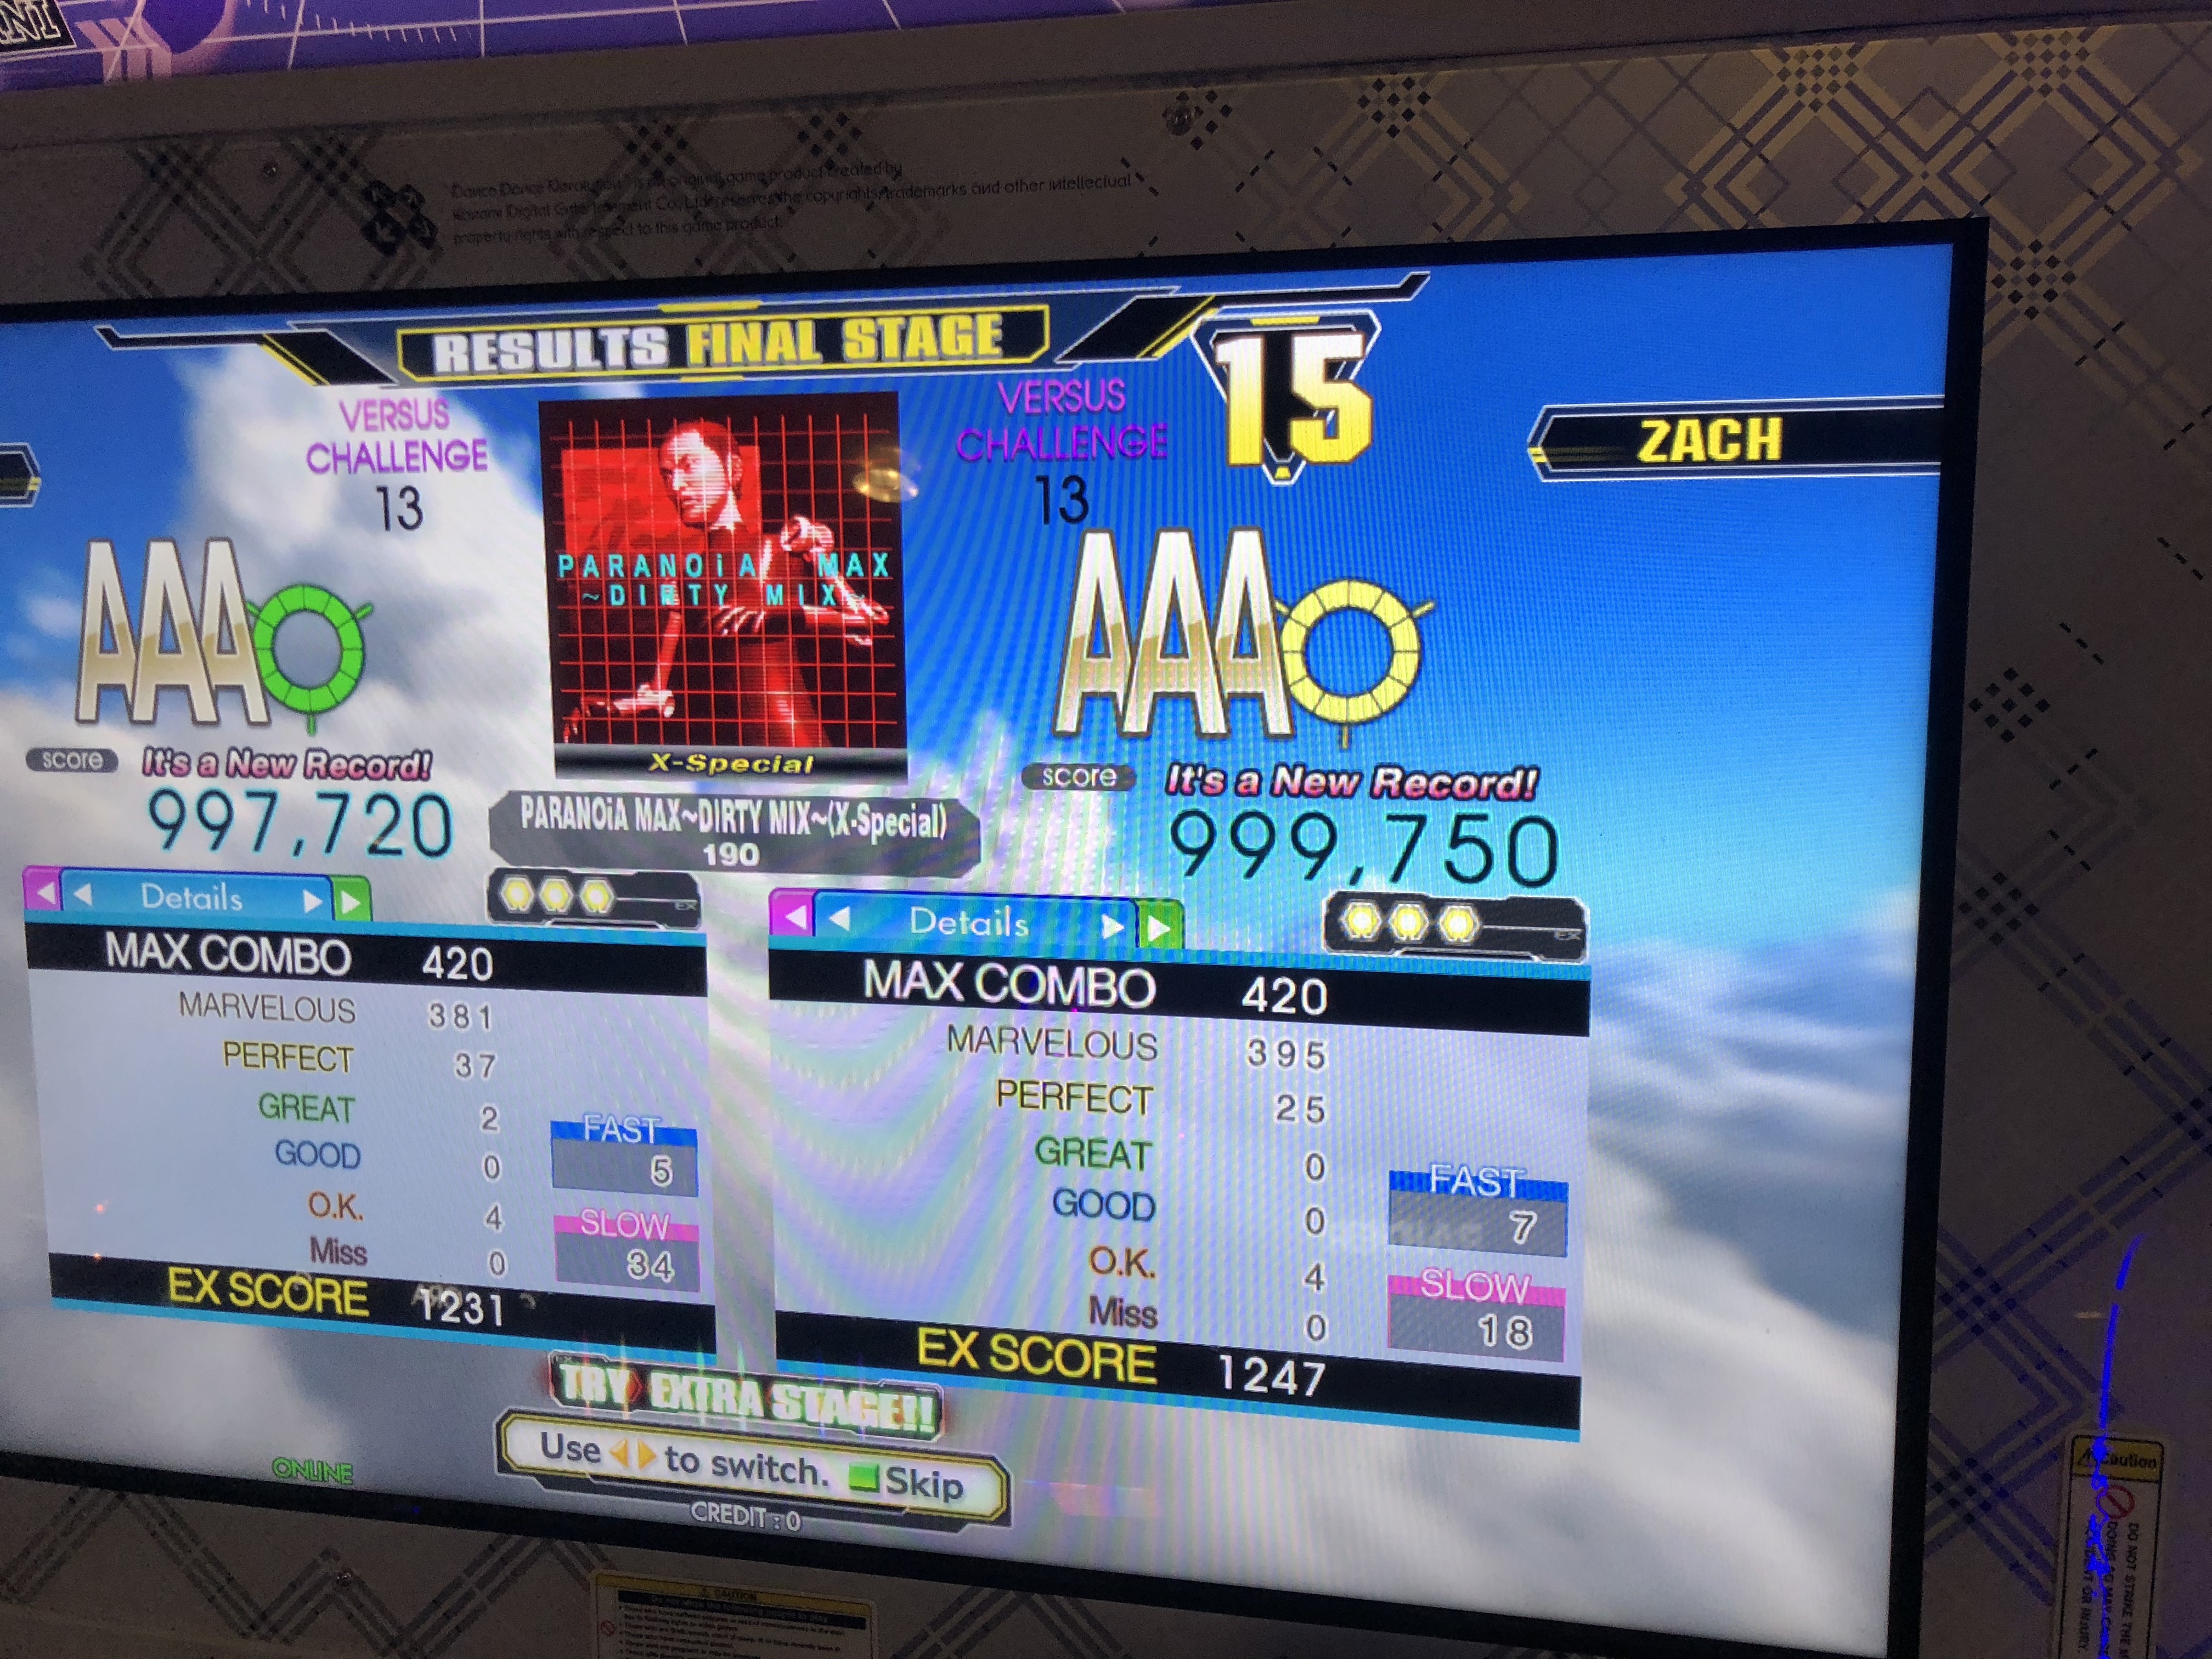 "Dance Dance Revolution" is an original game product created by
Konami Digital Entertainment Co., Ltd. reserves the copyrights, trademarks and other intellectual
property rights with respect to this game product.
RESULTS FINAL STAGE
15
ZACH
VERSUS
CHALLENGE
13
VERSUS
CHALLENGE
13
PARANOiA MAX
~DIRTY MIX~
X-Special
AAA
AAA
score It's a New Record!
997,720
score It's a New Record!
999,750
PARANOiA MAX~DIRTY MIX~(X-Special)
190
Details
EX
MAX COMBO 420
MARVELOUS 381
PERFECT 37
GREAT 2
GOOD 0
O.K. 4
Miss 0
FAST
5
SLOW
34
EX SCORE 1231
Details
EX
MAX COMBO 420
MARVELOUS 395
PERFECT 25
GREAT 0
GOOD 0
O.K. 4
Miss 0
FAST
7
SLOW
18
EX SCORE 1247
TRY EXTRA STAGE!!
Use ◀ ▶ to switch. Skip
ONLINE
CREDIT : 0
CAUTION
Caution
DO NOT STRIKE THE